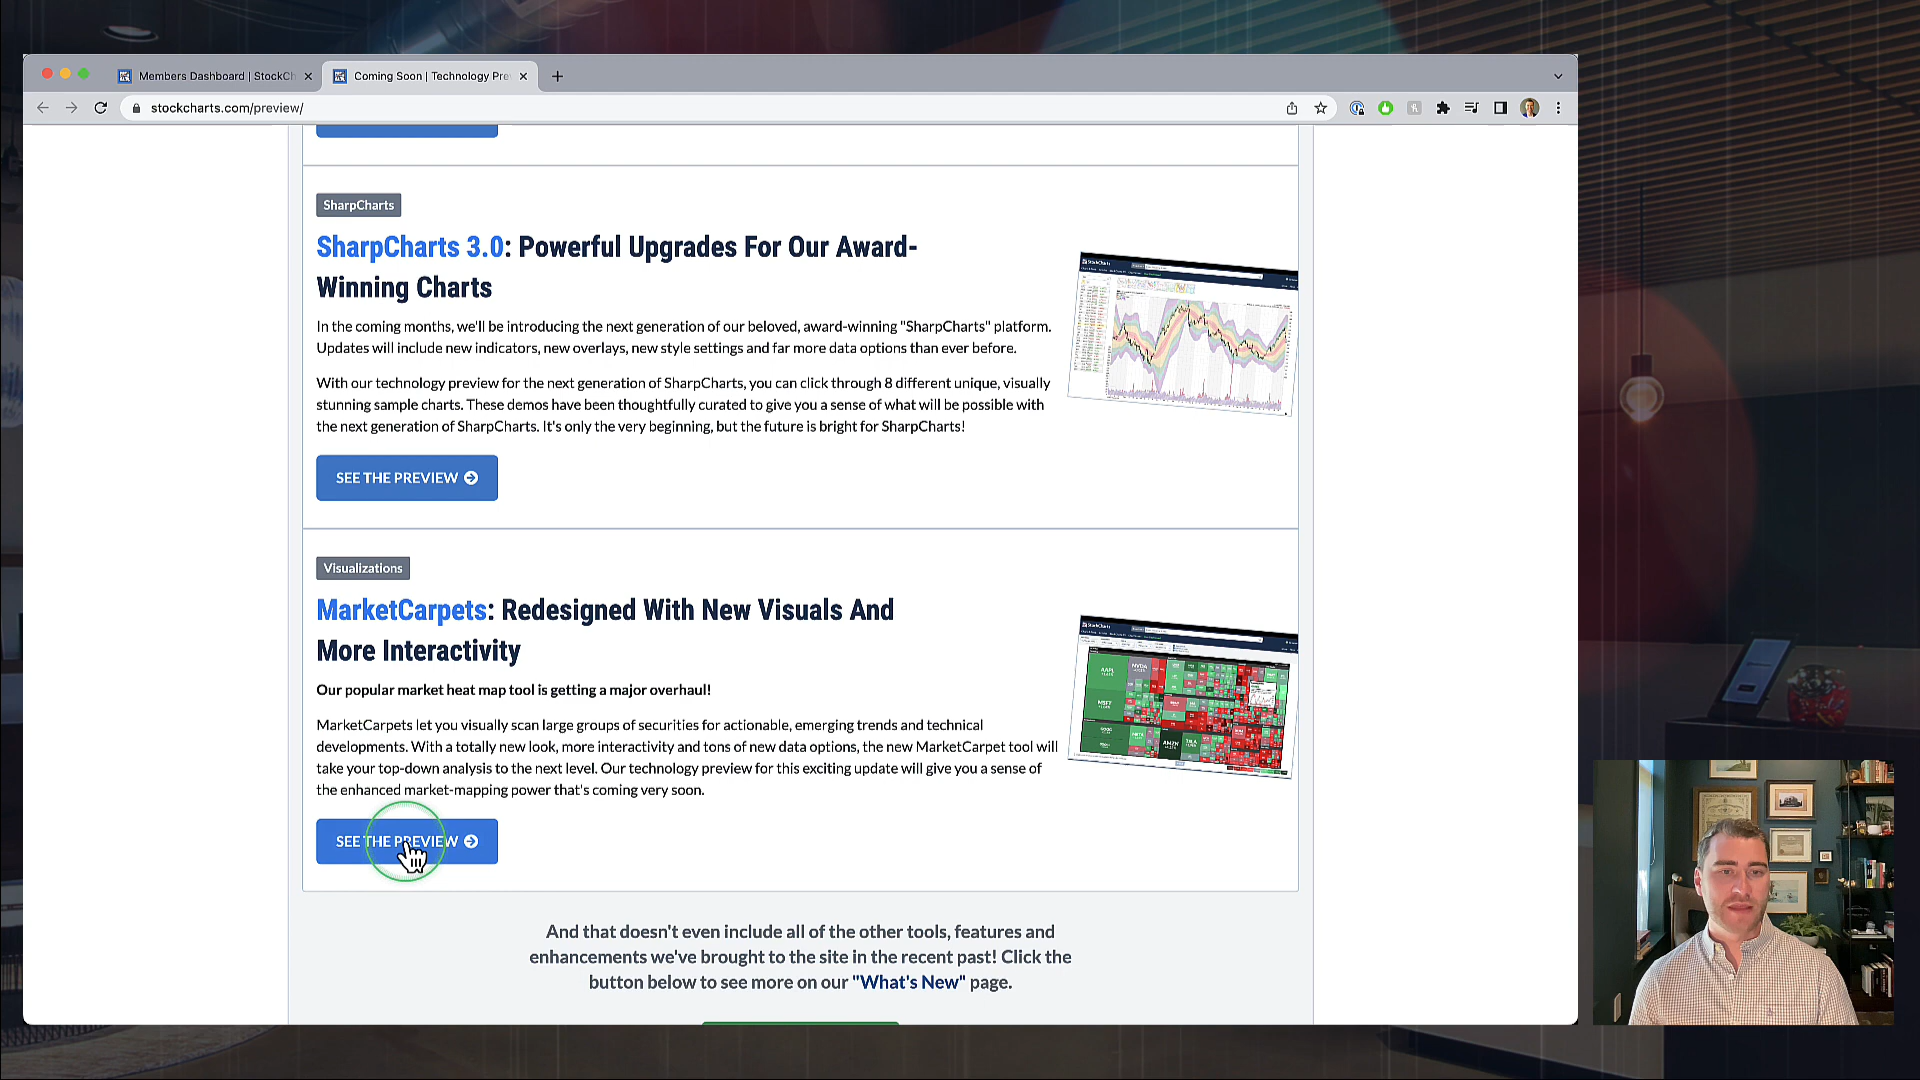 Members Dashboard | StockCh
Coming Soon | Technology Pre
stockcharts.com/preview/
SharpCharts
SharpCharts 3.0: Powerful Upgrades For Our Award-
Winning Charts
In the coming months, we'll be introducing the next generation of our beloved, award-winning "SharpCharts" platform.
Updates will include new indicators, new overlays, new style settings and far more data options than ever before.
With our technology preview for the next generation of SharpCharts, you can click through 8 different unique, visually
stunning sample charts. These demos have been thoughtfully curated to give you a sense of what will be possible with
the next generation of SharpCharts. It's only the very beginning, but the future is bright for SharpCharts!
SEE THE PREVIEW
Visualizations
MarketCarpets: Redesigned With New Visuals And
More Interactivity
Our popular market heat map tool is getting a major overhaul!
MarketCarpets let you visually scan large groups of securities for actionable, emerging trends and technical
developments. With a totally new look, more interactivity and tons of new data options, the new MarketCarpet tool will
take your top-down analysis to the next level. Our technology preview for this exciting update will give you a sense of
the enhanced market-mapping power that's coming very soon.
StockCharts
AAPL
NVDA
MSFT
GOOG
AMZN
TSLA
SEE THE PREVIEW
And that doesn't even include all of the other tools, features and
enhancements we've brought to the site in the recent past! Click the
button below to see more on our "What's New" page.